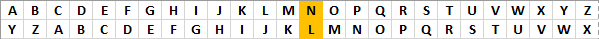 A B C D E F G H I J K L M N O P Q R S T U V W X Y Z
Y Z A B C D E F G H I J K L M N O P Q R S T U V W X